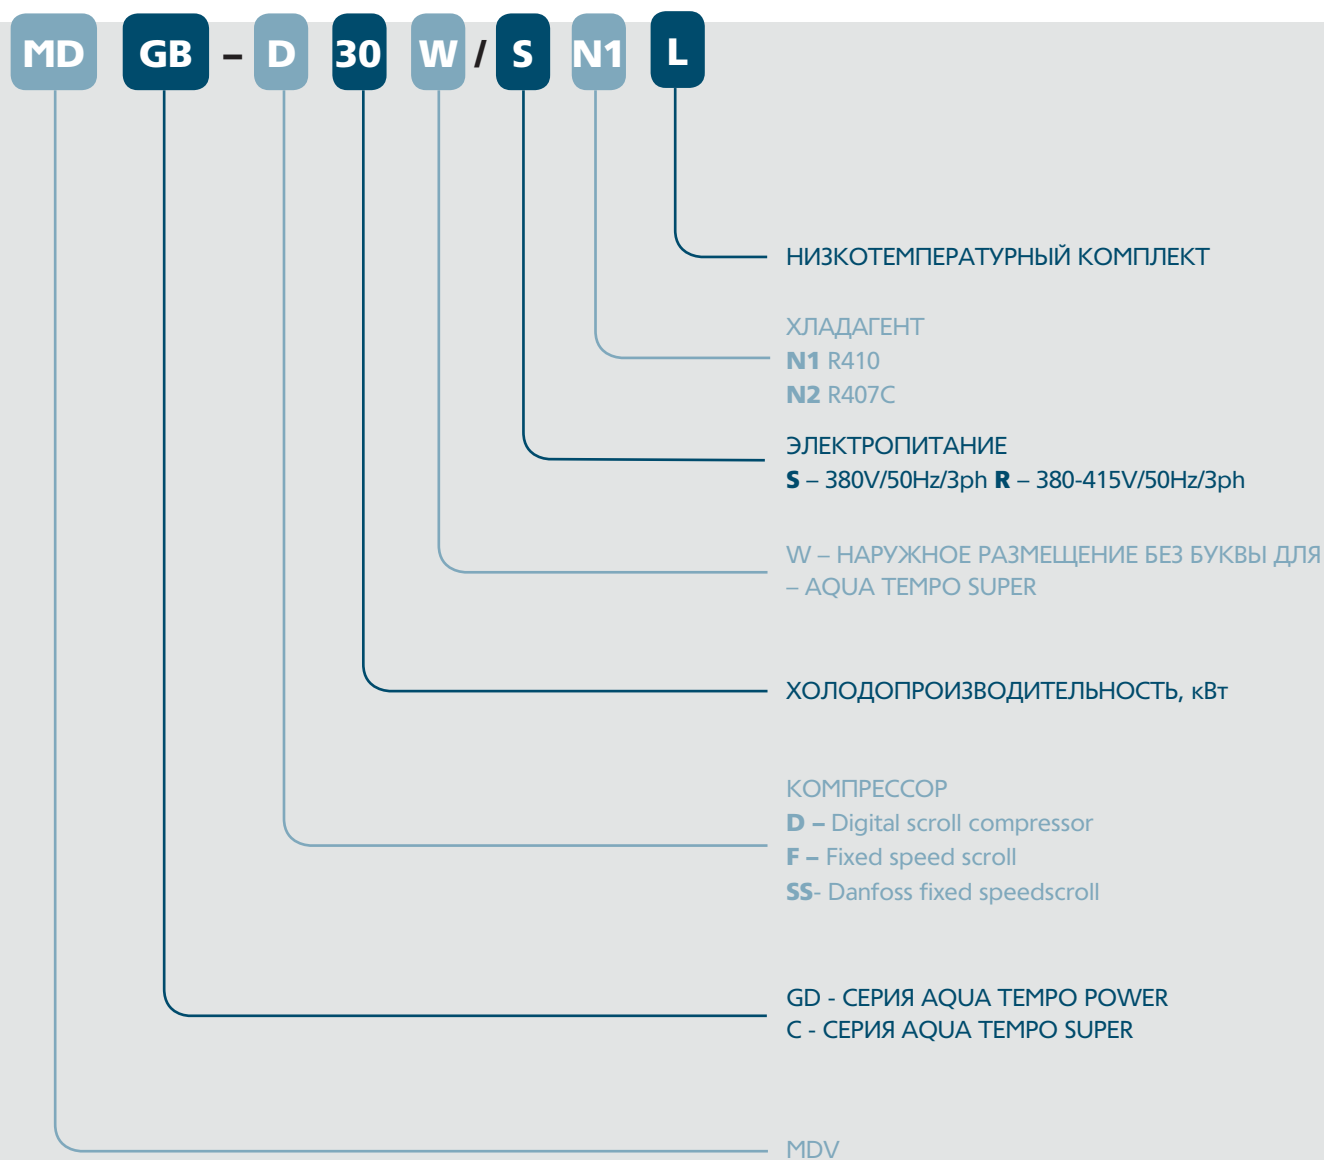 MD GB – D 30 W / S N1 L
НИЗКОТЕМПЕРАТУРНЫЙ КОМПЛЕКТ
ХЛАДАГЕНТ
N1 R410
N2 R407C
ЭЛЕКТРОПИТАНИЕ
S – 380V/50Hz/3ph R – 380-415V/50Hz/3ph
W – НАРУЖНОЕ РАЗМЕЩЕНИЕ БЕЗ БУКВЫ ДЛЯ
– AQUA TEMPO SUPER
ХОЛОДОПРОИЗВОДИТЕЛЬНОСТЬ, кВт
КОМПРЕССОР
D – Digital scroll compressor
F – Fixed speed scroll
SS- Danfoss fixed speedscroll
GD - СЕРИЯ AQUA TEMPO POWER
C - СЕРИЯ AQUA TEMPO SUPER
MDV